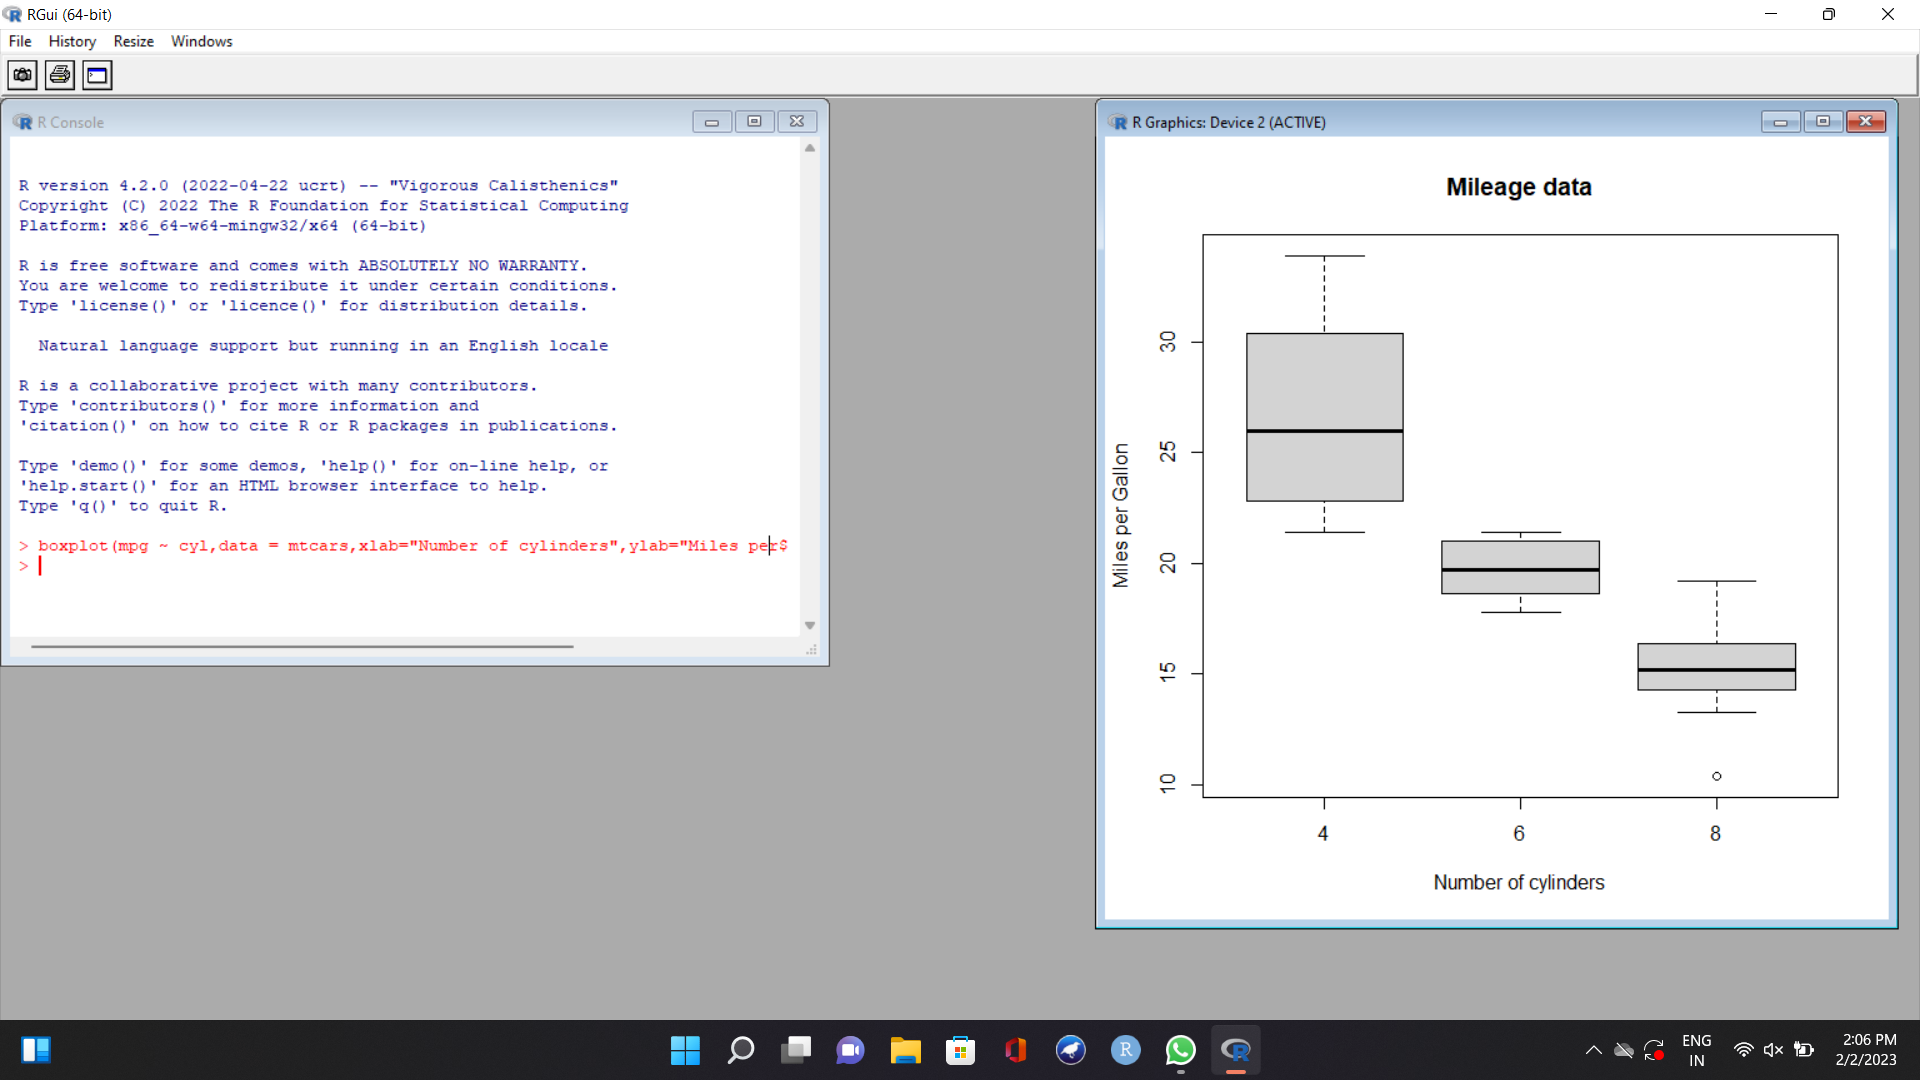 RGui (64-bit)
File History Resize Windows
R Console
R version 4.2.0 (2022-04-22 ucrt) -- "Vigorous Calisthenics"
Copyright (C) 2022 The R Foundation for Statistical Computing
Platform: x86_64-w64-mingw32/x64 (64-bit)
R is free software and comes with ABSOLUTELY NO WARRANTY.
You are welcome to redistribute it under certain conditions.
Type 'license()' or 'licence()' for distribution details.
Natural language support but running in an English locale
R is a collaborative project with many contributors.
Type 'contributors()' for more information and
'citation()' on how to cite R or R packages in publications.
Type 'demo()' for some demos, 'help()' for on-line help, or
'help.start()' for an HTML browser interface to help.
Type 'q()' to quit R.
> boxplot(mpg ~ cyl,data = mtcars,xlab="Number of cylinders",ylab="Miles per$
>
R Graphics: Device 2 (ACTIVE)
Mileage data
Miles per Gallon
30
25
20
15
10
4 6 8
Number of cylinders
ENG
IN
2:06 PM
2/2/2023